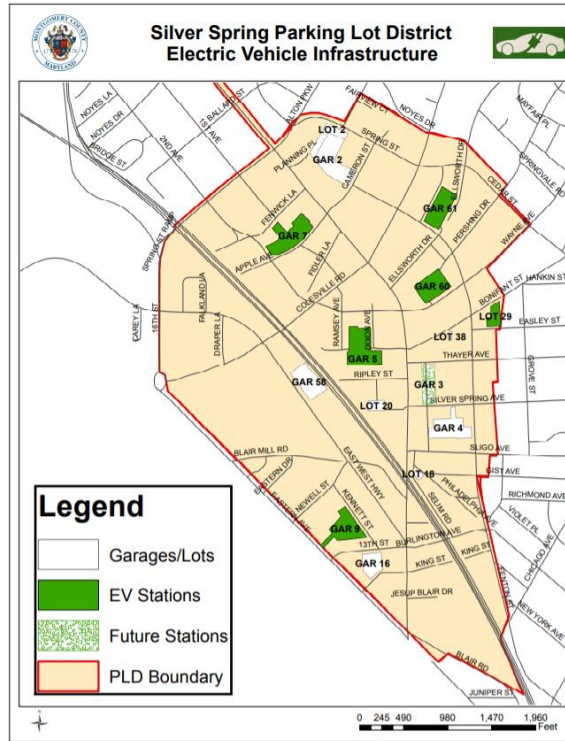 MONTGOMERY COUNTY
MARYLAND
Silver Spring Parking Lot District
Electric Vehicle Infrastructure
NOYES LA
NOYES DR
BRIDGE ST
2ND AVE
1ST AVE
BALLARD ST
ALTON PKW
FAIRVIEW CT
NOYES DR
MAYFAIR PL
SPRINGVALE RD
LOT 2
GAR 2
PLANNING PL
SPRING ST
CAMERON ST
ELLSWORTH DR
CEDAR ST
GAR 61
PERSHING DR
WAYNE AVE
FENWICK LA
GAR 7
APPLE AVE
FIDLER LA
ELLSWORTH DR
SPRING ST RAMP
COLESVILLE RD
GAR 60
BONIFANT ST
HANKIN ST
CAREY LA
16TH ST
FALKLAND LA
DRAPER LA
RAMSEY AVE
DIXON AVE
LOT 29
EASLEY ST
LOT 38
GAR 5
THAYER AVE
GROVE ST
RIPLEY ST
GAR 58
GAR 3
LOT 20
SILVER SPRING AVE
GAR 4
BLAIR MILL RD
EASTERN DR
EAST WEST HWY
SLIGO AVE
LOT 18
GIST AVE
EASTERN AVE
NEWELL ST
KENNETT ST
SELIM RD
PHILADELPHIA AVE
RICHMOND AVE
VIOLET PL
CHICAGO AVE
GAR 9
13TH ST
BURLINGTON AVE
GAR 16
KING ST
KING ST
FENTON ST
NEW YORK AVE
JESUP BLAIR DR
BLAIR RD
JUNIPER ST
Legend
Garages/Lots
EV Stations
Future Stations
PLD Boundary
0 245 490 980 1,470 1,960
Feet